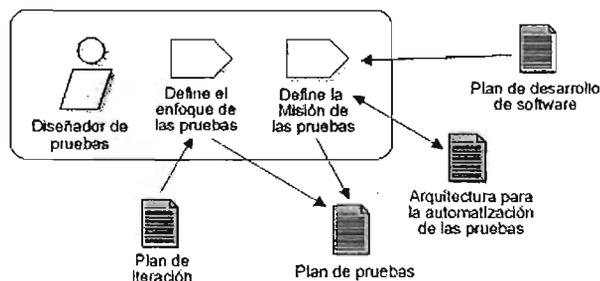 Diseñador de
pruebas
Define el
enfoque de
las pruebas
Define la
Misión de
las pruebas
Plan de desarrollo
de software
Arquitectura para
la automatización
de las pruebas
Plan de
iteración
Plan de pruebas